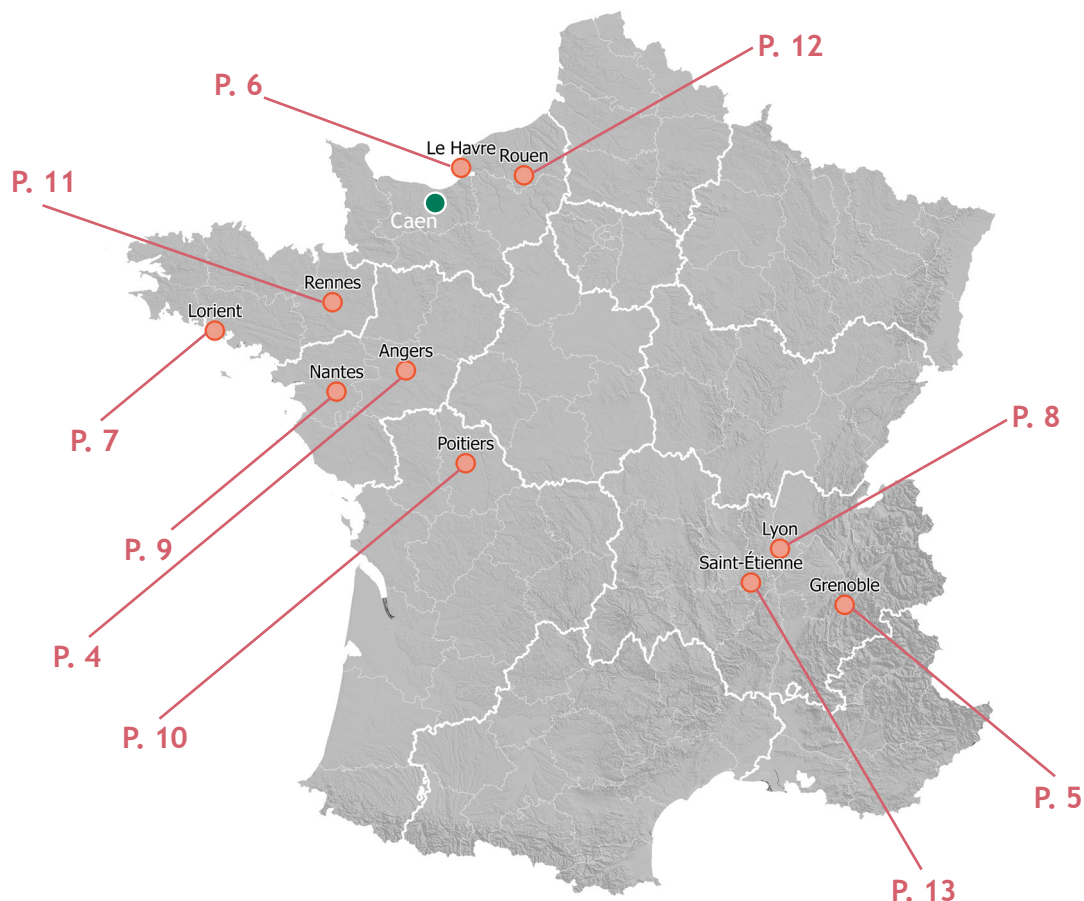 P. 12
P. 6
Le Havre
Rouen
P. 11
Caen
Rennes
Lorient
Angers
Nantes
P. 8
P. 7
Poitiers
Lyon
P. 9
Saint-Étienne
Grenoble
P. 4
P. 10
P. 5
P. 13